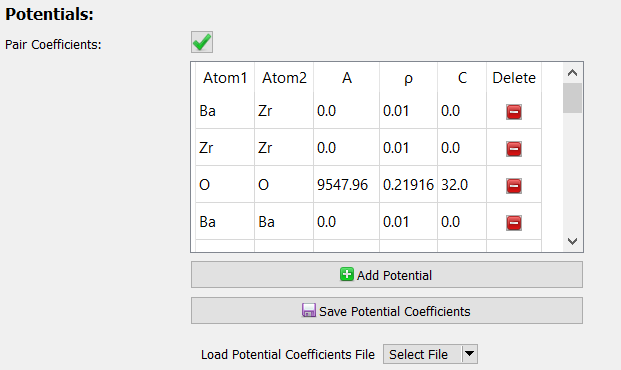 Potentials:
Pair Coefficients:
Atom1 Atom2 A ρ C Delete
Ba Zr 0.0 0.01 0.0
Zr Zr 0.0 0.01 0.0
O O 9547.96 0.21916 32.0
Ba Ba 0.0 0.01 0.0
Add Potential
Save Potential Coefficients
Load Potential Coefficients File Select File